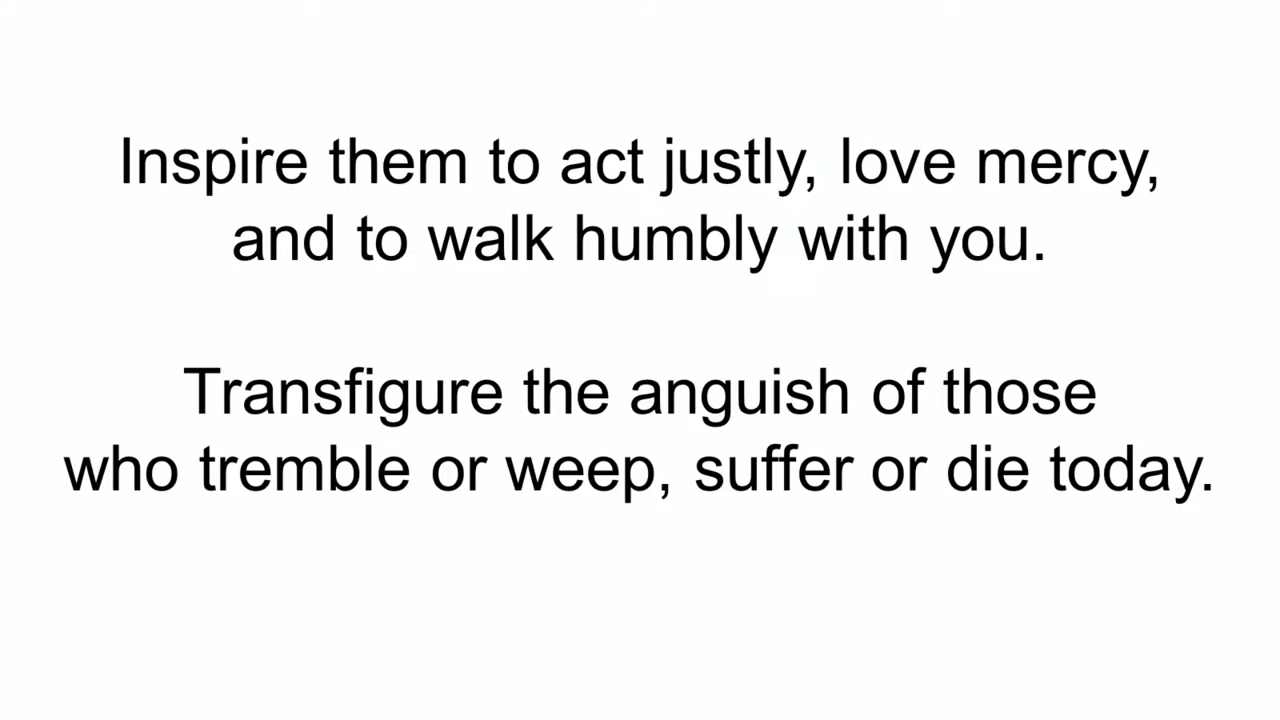 Inspire them to act justly, love mercy,
and to walk humbly with you.
Transfigure the anguish of those
who tremble or weep, suffer or die today.